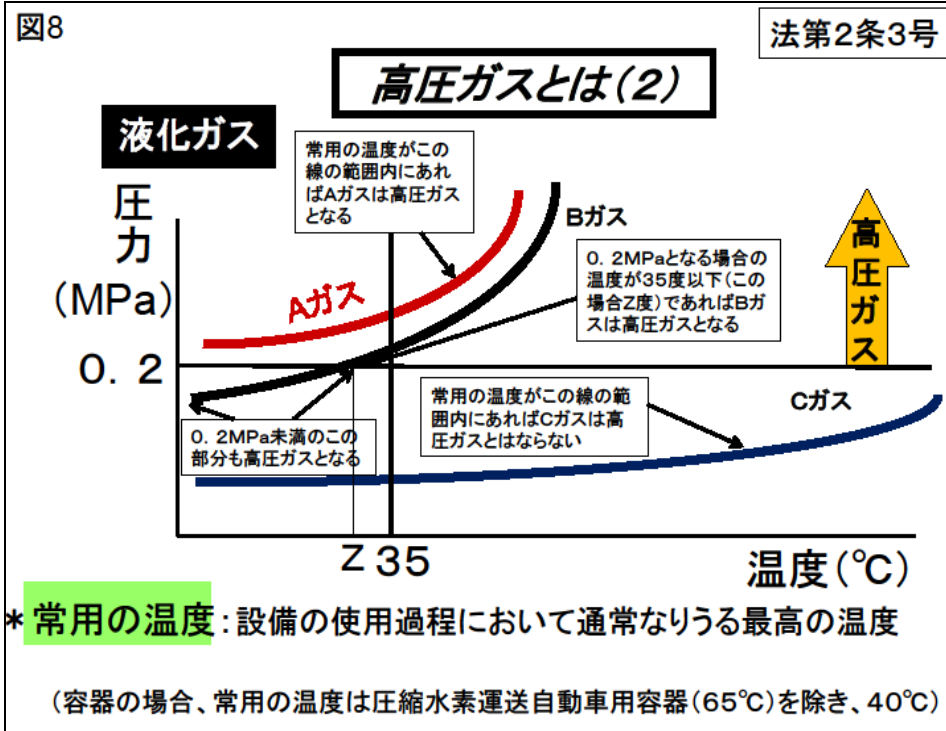 図8
法第2条3号
高圧ガスとは(2)
液化ガス
常用の温度がこの
線の範囲内にあれ
ばAガスは高圧ガス
となる
圧
力
(MPa)
Aガス
Bガス
0.2MPaとなる場合の
温度が35度以下(この
場合Z度)であればBガ
スは高圧ガスとなる
高
圧
ガ
ス
0.2
常用の温度がこの線の範
囲内にあればCガスは高
圧ガスとはならない
Cガス
0.2MPa未満のこの
部分も高圧ガスとなる
Z 35
温度(℃)
*常用の温度:設備の使用過程において通常なりうる最高の温度
(容器の場合、常用の温度は圧縮水素運送自動車用容器(65℃)を除き、40℃)